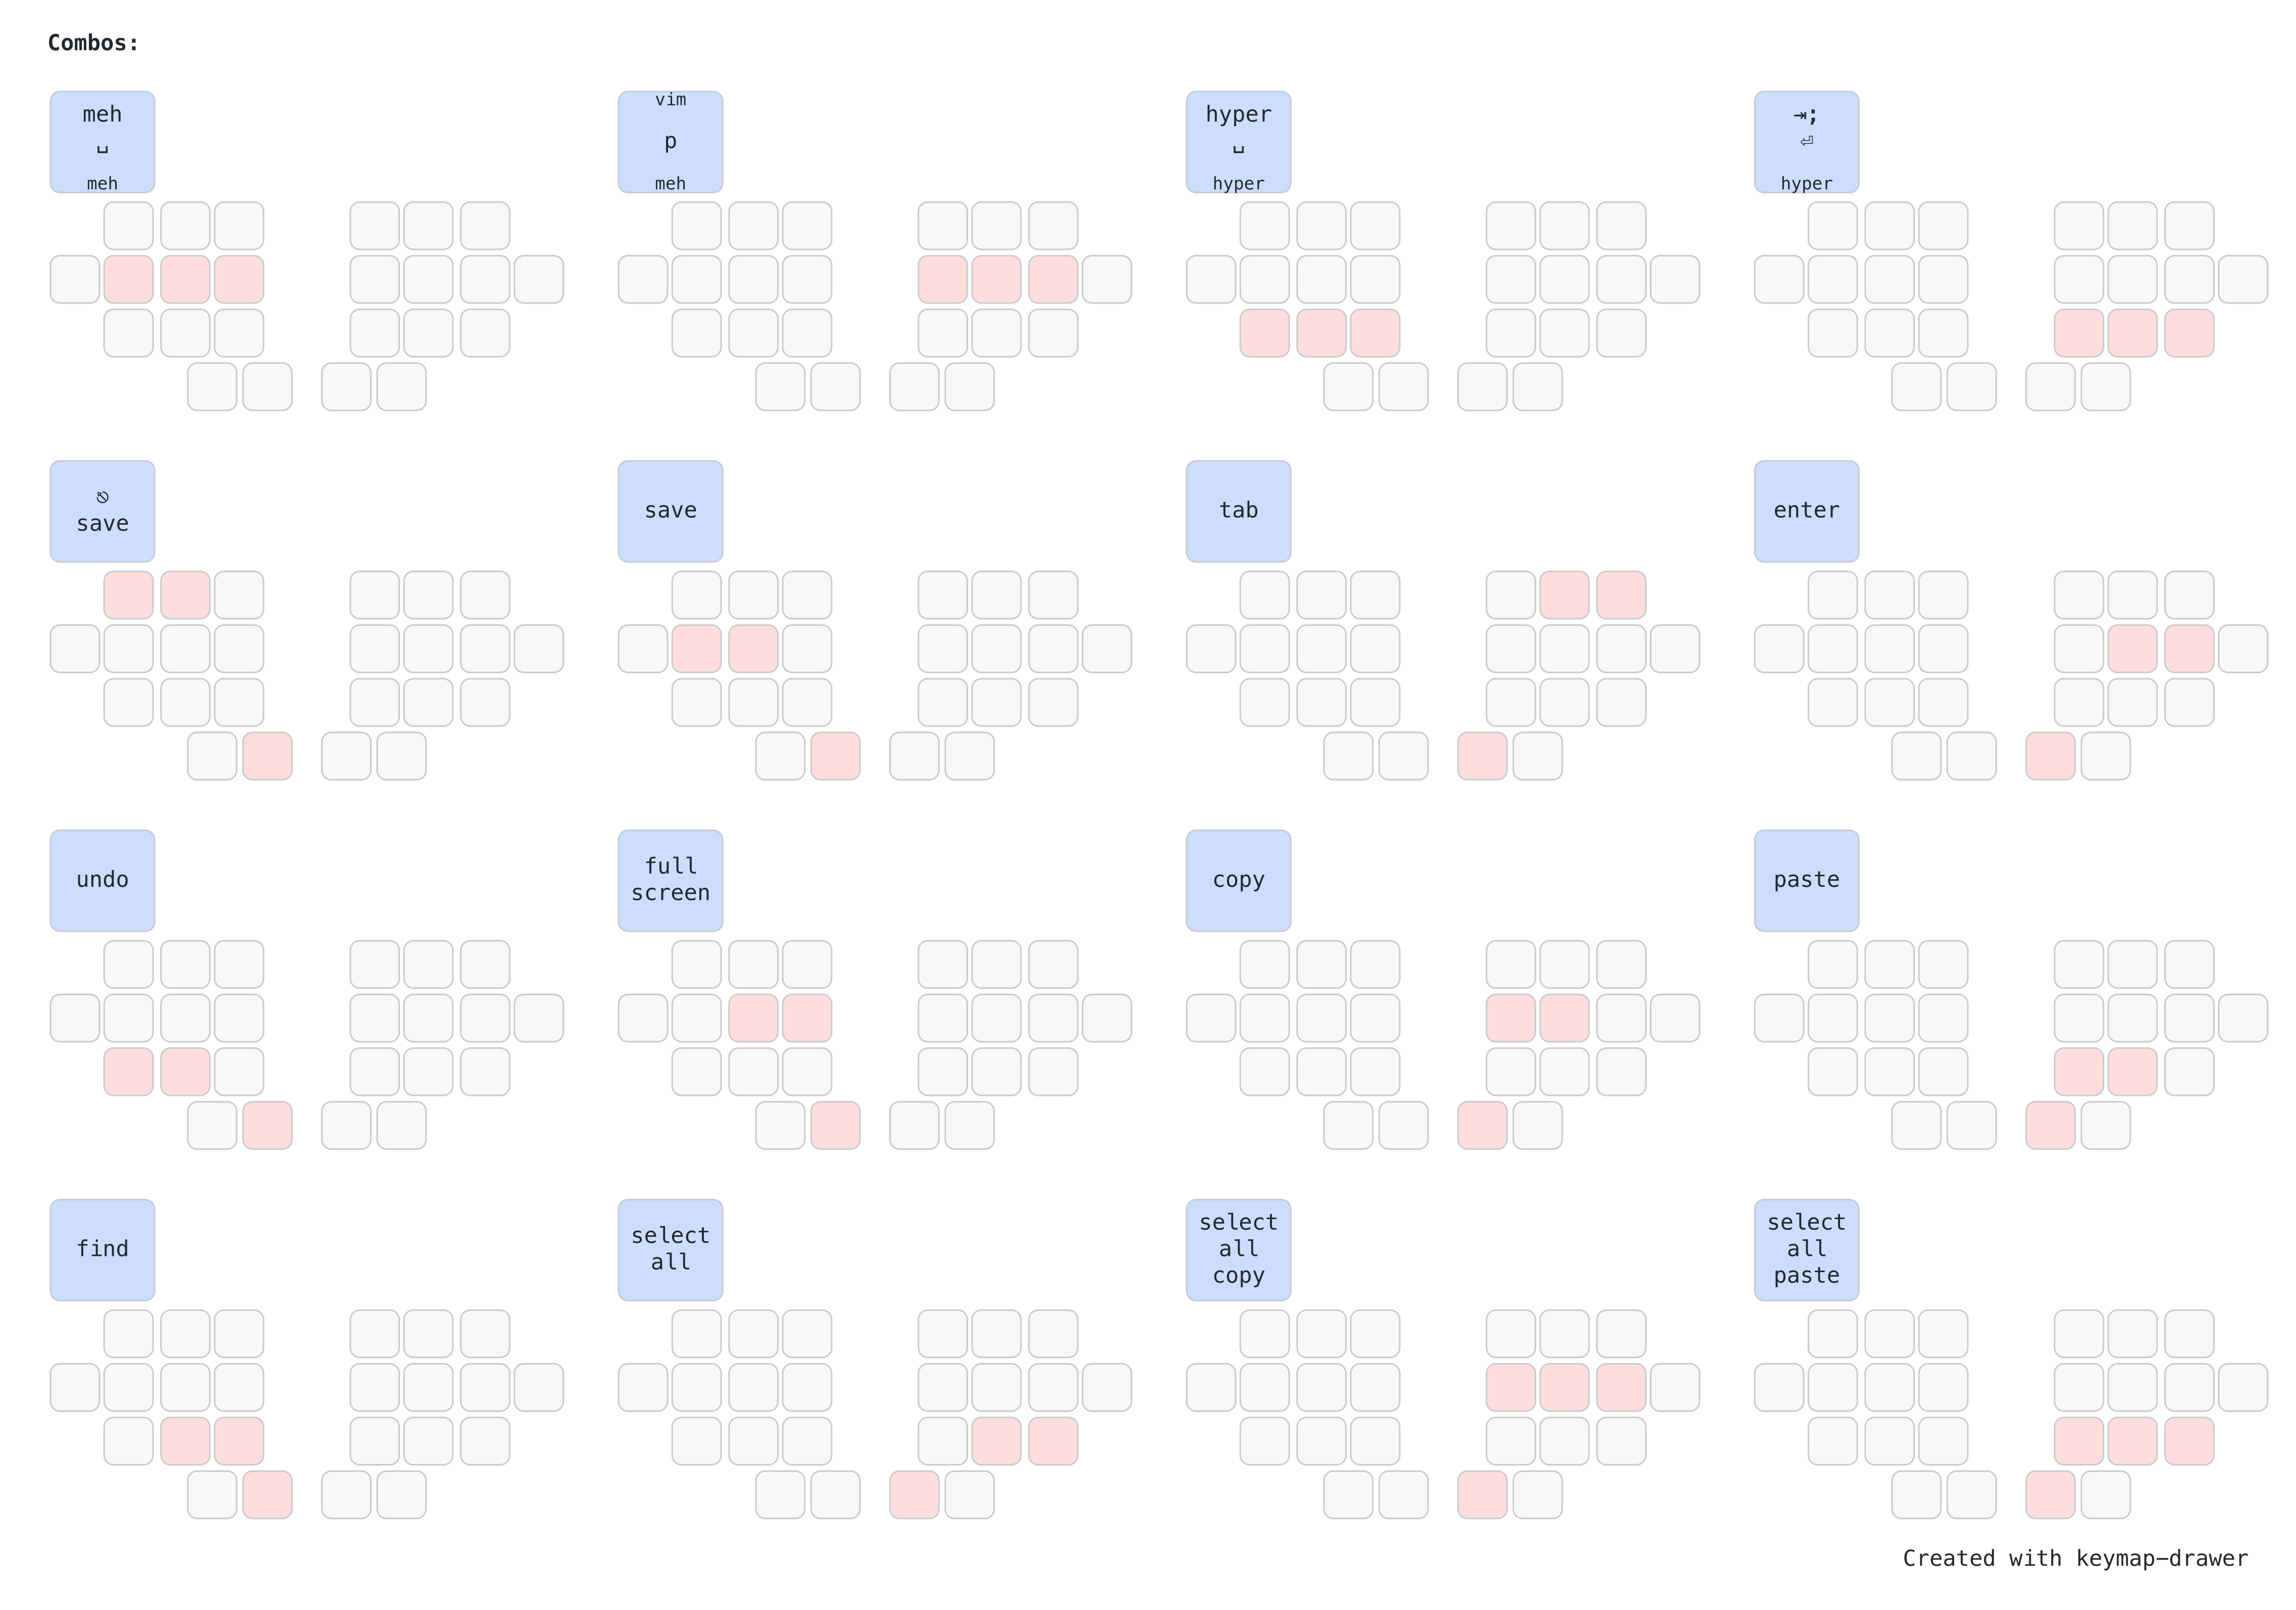 Combos:
meh
␣
meh
vim
p
meh
hyper
␣
hyper
⇥;
⏎
hyper
⎋
save
save
tab
enter
undo
full
screen
copy
paste
find
select
all
select
all
copy
select
all
paste
Created with keymap-drawer